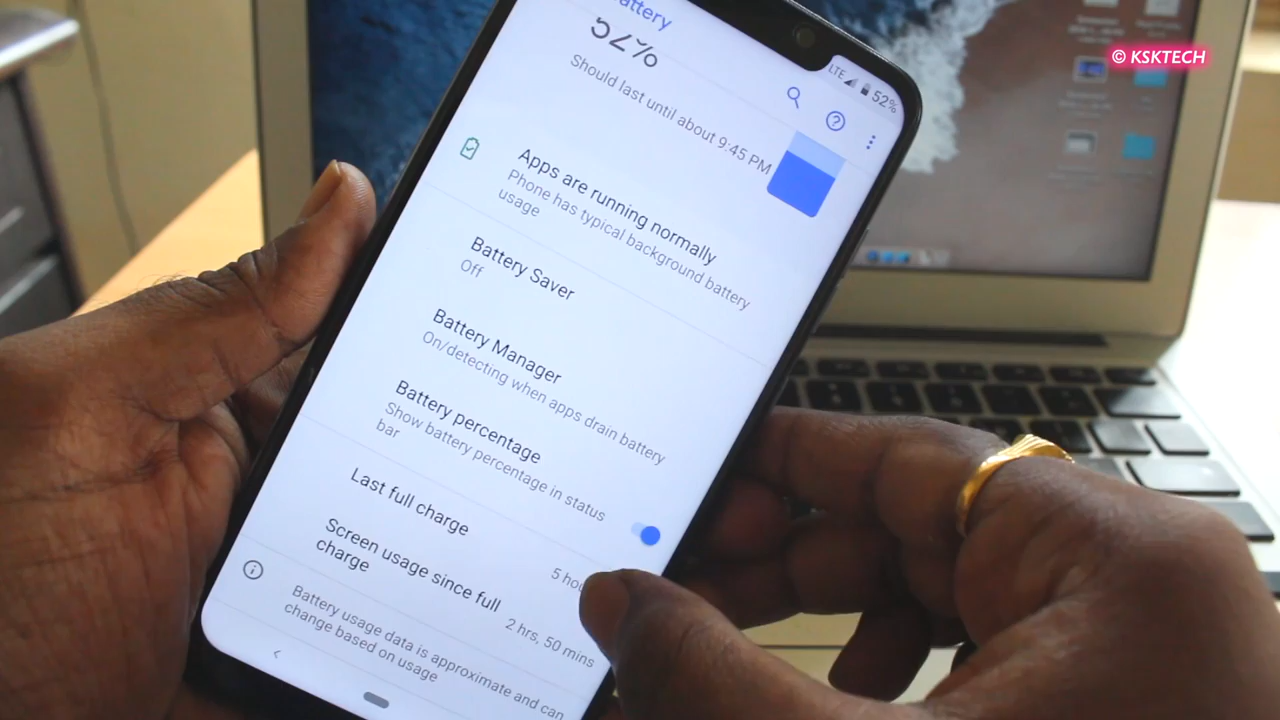 © KSKTECH
LTE 52%
Battery
52%
Should last until about 9:45 PM
Apps are running normally
Phone has typical background battery
usage
Battery Saver
Off
Battery Manager
On/detecting when apps drain battery
Battery percentage
Show battery percentage in status
bar
Last full charge
5 hou
Screen usage since full
charge
2 hrs, 50 mins
Battery usage data is approximate and can
change based on usage